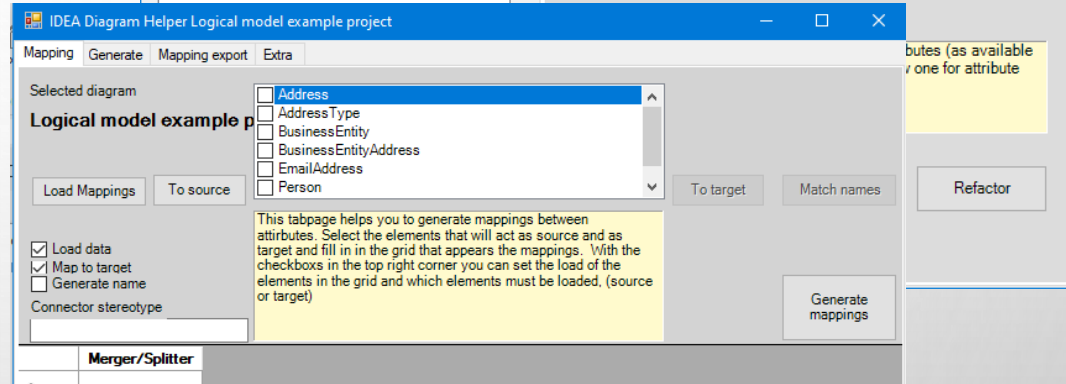 IDEA Diagram Helper Logical model example project
Mapping Generate Mapping export Extra
Selected diagram
Logical model example p
Address
AddressType
BusinessEntity
BusinessEntityAddress
EmailAddress
Person
Load Mappings
To source
To target
Match names
Load data
Map to target
Generate name
Connector stereotype
This tabpage helps you to generate mappings between
attirbutes. Select the elements that will act as source and as
target and fill in in the grid that appears the mappings. With the
checkboxs in the top right corner you can set the load of the
elements in the grid and which elements must be loaded, (source
or target)
Generate
mappings
Merger/Splitter
butes (as available
one for attribute
Refactor